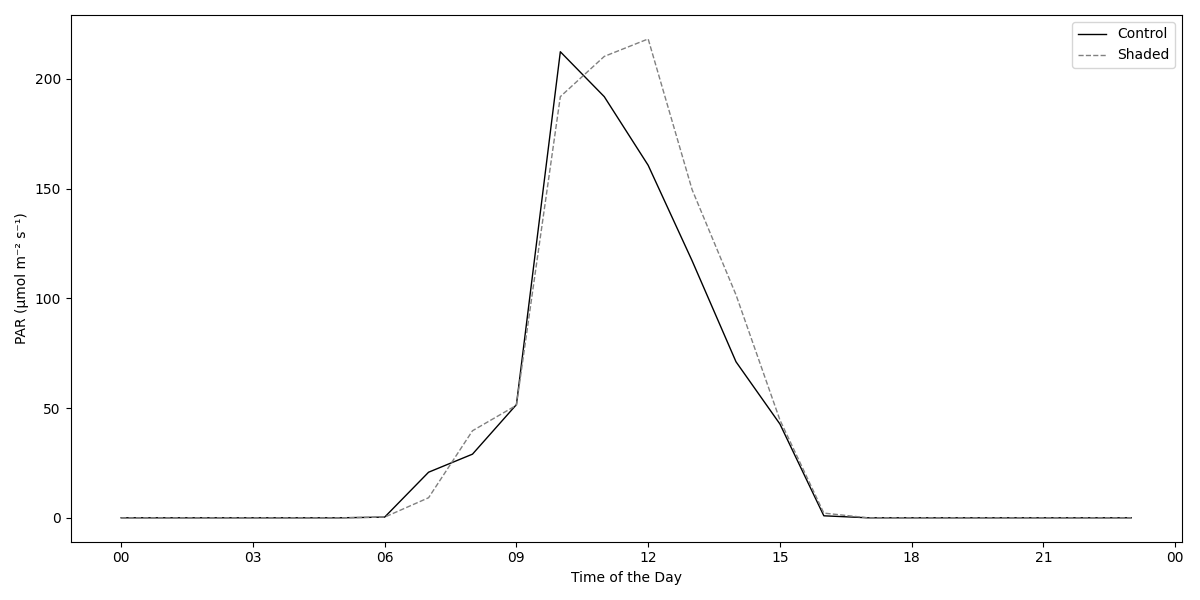 Control
Shaded
PAR (µmol m⁻² s⁻¹)
200
150
100
50
0
00 03 06 09 12 15 18 21 00
Time of the Day